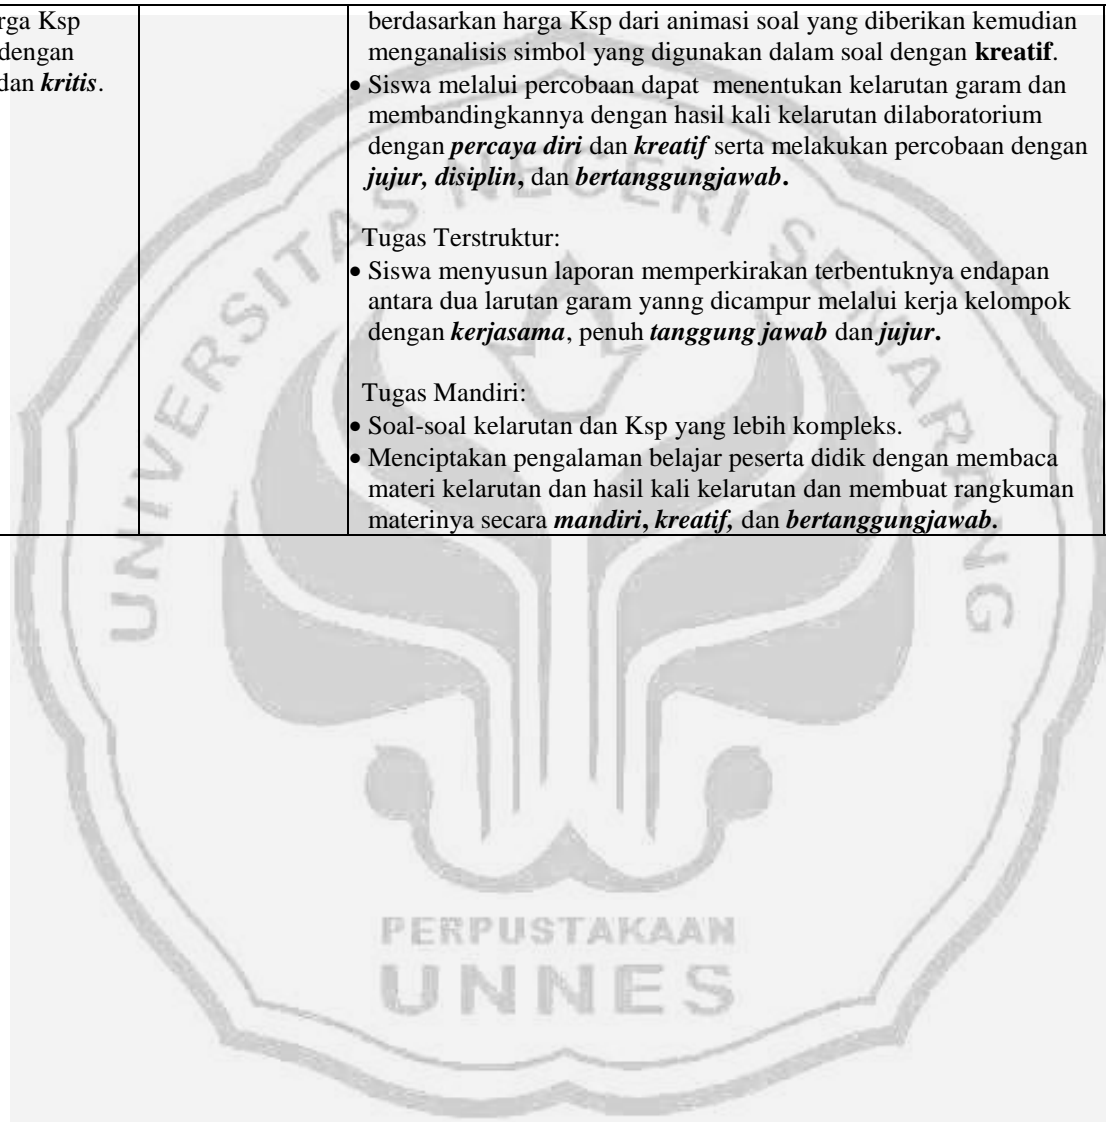 rga Ksp
dengan
dan kritis.
berdasarkan harga Ksp dari animasi soal yang diberikan kemudian
menganalisis simbol yang digunakan dalam soal dengan kreatif.
• Siswa melalui percobaan dapat menentukan kelarutan garam dan
membandingkannya dengan hasil kali kelarutan dilaboratorium
dengan percaya diri dan kreatif serta melakukan percobaan dengan
jujur, disiplin, dan bertanggungjawab.
Tugas Terstruktur:
• Siswa menyusun laporan memperkirakan terbentuknya endapan
antara dua larutan garam yanng dicampur melalui kerja kelompok
dengan kerjasama, penuh tanggung jawab dan jujur.
Tugas Mandiri:
• Soal-soal kelarutan dan Ksp yang lebih kompleks.
• Menciptakan pengalaman belajar peserta didik dengan membaca
materi kelarutan dan hasil kali kelarutan dan membuat rangkuman
materinya secara mandiri, kreatif, dan bertanggungjawab.
UNIVERSITAS NEGERI SEMARANG
PERPUSTAKAAN
UNNES